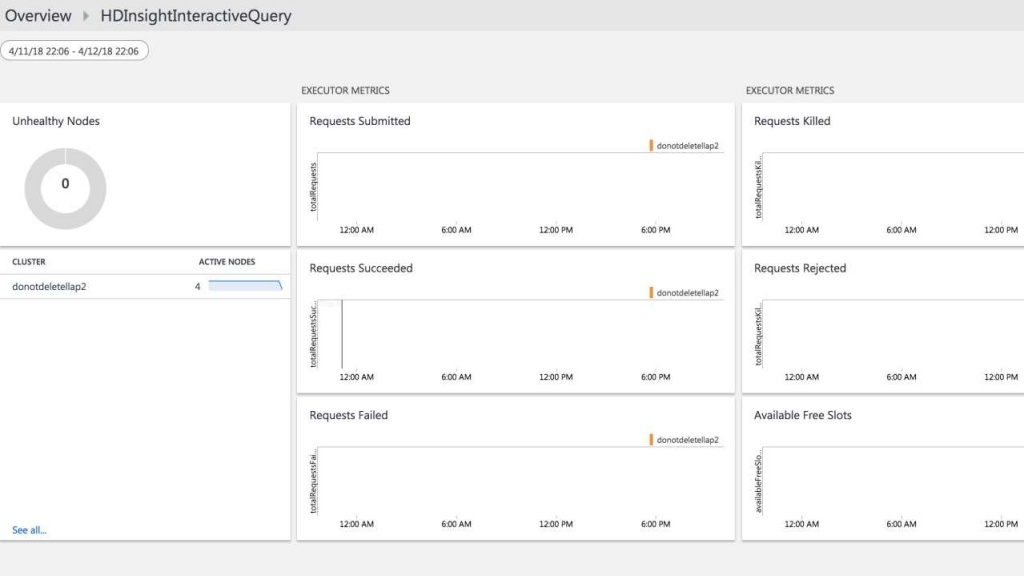 Overview ▸ HDInsightInteractiveQuery
4/11/18 22:06 - 4/12/18 22:06
Unhealthy Nodes
0
CLUSTER ACTIVE NODES
donotdeletellap2 4
See all...
EXECUTOR METRICS
Requests Submitted
donotdeletellap2
totalRequests
12:00 AM 6:00 AM 12:00 PM 6:00 PM
Requests Succeeded
donotdeletellap2
totalRequestsSuc...
12:00 AM 6:00 AM 12:00 PM 6:00 PM
Requests Failed
donotdeletellap2
totalRequestsFai...
12:00 AM 6:00 AM 12:00 PM 6:00 PM
EXECUTOR METRICS
Requests Killed
totalRequestsKil...
12:00 AM 6:00 AM 12:00 PM
Requests Rejected
totalRequestsKil...
12:00 AM 6:00 AM 12:00 PM
Available Free Slots
availableFreeSlo...
12:00 AM 6:00 AM 12:00 PM